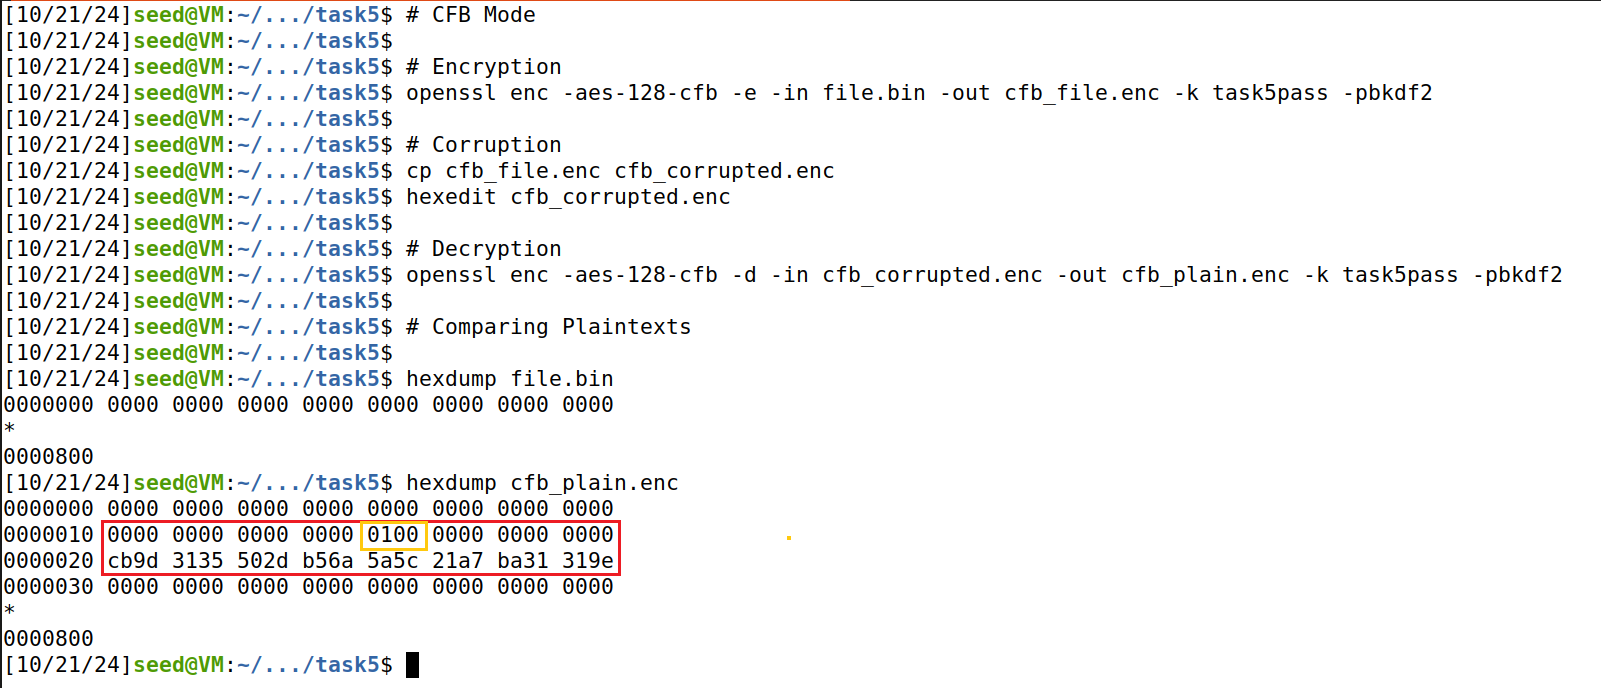 [10/21/24]seed@VM:~/.../task5$ # CFB Mode
[10/21/24]seed@VM:~/.../task5$
[10/21/24]seed@VM:~/.../task5$ # Encryption
[10/21/24]seed@VM:~/.../task5$ openssl enc -aes-128-cfb -e -in file.bin -out cfb_file.enc -k task5pass -pbkdf2
[10/21/24]seed@VM:~/.../task5$
[10/21/24]seed@VM:~/.../task5$ # Corruption
[10/21/24]seed@VM:~/.../task5$ cp cfb_file.enc cfb_corrupted.enc
[10/21/24]seed@VM:~/.../task5$ hexedit cfb_corrupted.enc
[10/21/24]seed@VM:~/.../task5$
[10/21/24]seed@VM:~/.../task5$ # Decryption
[10/21/24]seed@VM:~/.../task5$ openssl enc -aes-128-cfb -d -in cfb_corrupted.enc -out cfb_plain.enc -k task5pass -pbkdf2
[10/21/24]seed@VM:~/.../task5$
[10/21/24]seed@VM:~/.../task5$ # Comparing Plaintexts
[10/21/24]seed@VM:~/.../task5$
[10/21/24]seed@VM:~/.../task5$ hexdump file.bin
0000000 0000 0000 0000 0000 0000 0000 0000 0000
*
0000800
[10/21/24]seed@VM:~/.../task5$ hexdump cfb_plain.enc
0000000 0000 0000 0000 0000 0000 0000 0000 0000
0000010 0000 0000 0000 0000 0100 0000 0000 0000
0000020 cb9d 3135 502d b56a 5a5c 21a7 ba31 319e
0000030 0000 0000 0000 0000 0000 0000 0000 0000
*
0000800
[10/21/24]seed@VM:~/.../task5$